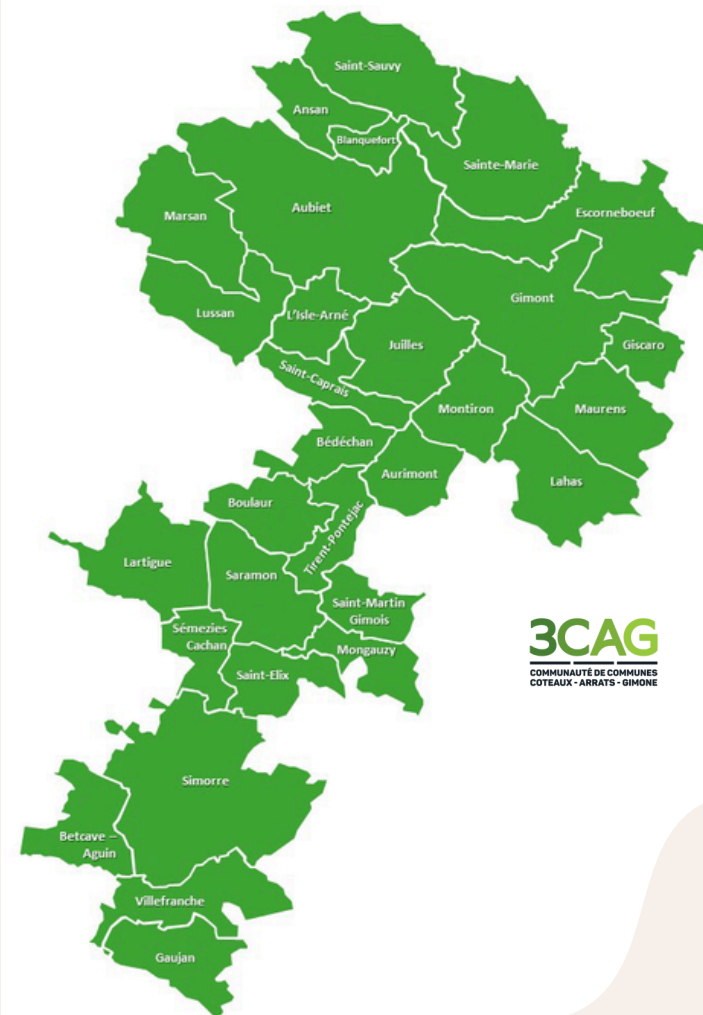 Saint-Sauvy
Ansan
Blanquefort
Sainte-Marie
Aubiet
Marsan
Escorneboeuf
Gimont
Lussan
L'Isle-Arné
Juilles
Giscaro
Saint-Caprais
Montiron
Maurens
Bédéchan
Aurimont
Lahas
Boulaur
Tirent-Pontejac
Lartigue
Saramon
Saint-Martin
Gimois
Sémezies
Cachan
Mongauzy
Saint-Elix
3CAG
COMMUNAUTÉ DE COMMUNES
COTEAUX - ARRATS - GIMONE
Simorre
Betcave –
Aguin
Villefranche
Gaujan